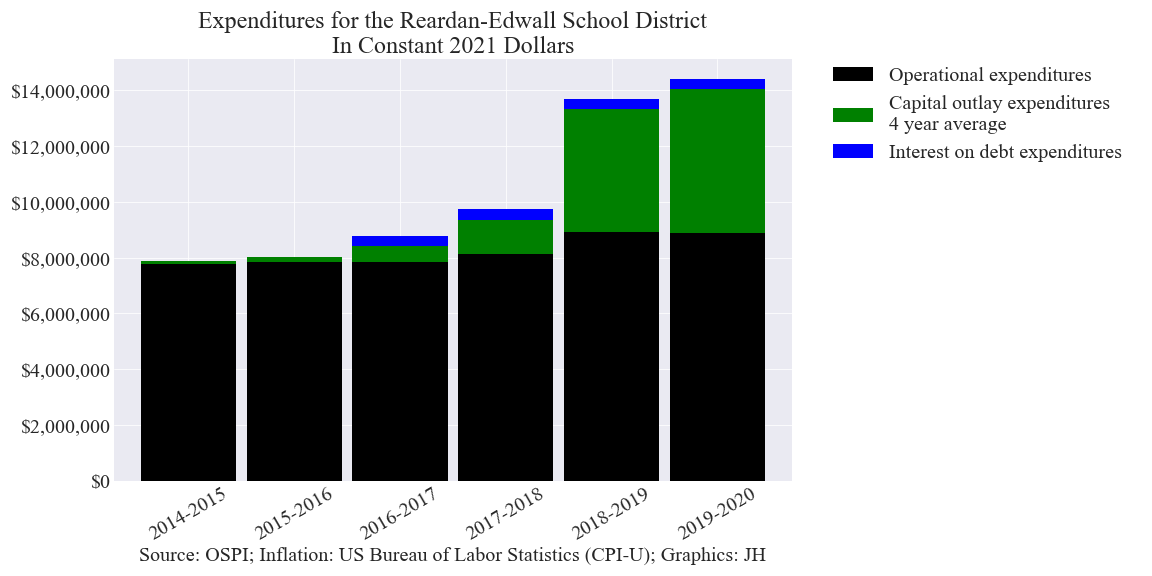 Expenditures for the Reardan-Edwall School District
In Constant 2021 Dollars
$14,000,000
$12,000,000
$10,000,000
$8,000,000
$6,000,000
$4,000,000
$2,000,000
$0
2014-2015
2015-2016
2016-2017
2017-2018
2018-2019
2019-2020
Source: OSPI; Inflation: US Bureau of Labor Statistics (CPI-U); Graphics: JH
Operational expenditures
Capital outlay expenditures
4 year average
Interest on debt expenditures